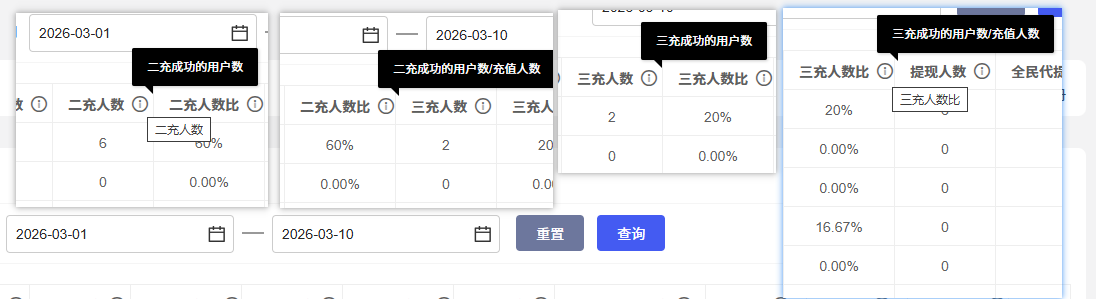 2026-03-01
二充成功的用户数
数 二充人数 二充人数比
二充人数
6 60%
0 0.00%
2026-03-10
二充成功的用户数/充值人数
二充人数比 三充人数 三充
60% 2 20
0.00% 0 0.0
三充成功的用户数
三充人数 三充人数比
2 20%
0 0.00%
三充成功的用户数/充值人数
三充人数比 提现人数 全民代提
三充人数比
20% 0
0.00% 0
0.00% 0
16.67% 0
0.00% 0
2026-03-01 2026-03-10 重置 查询